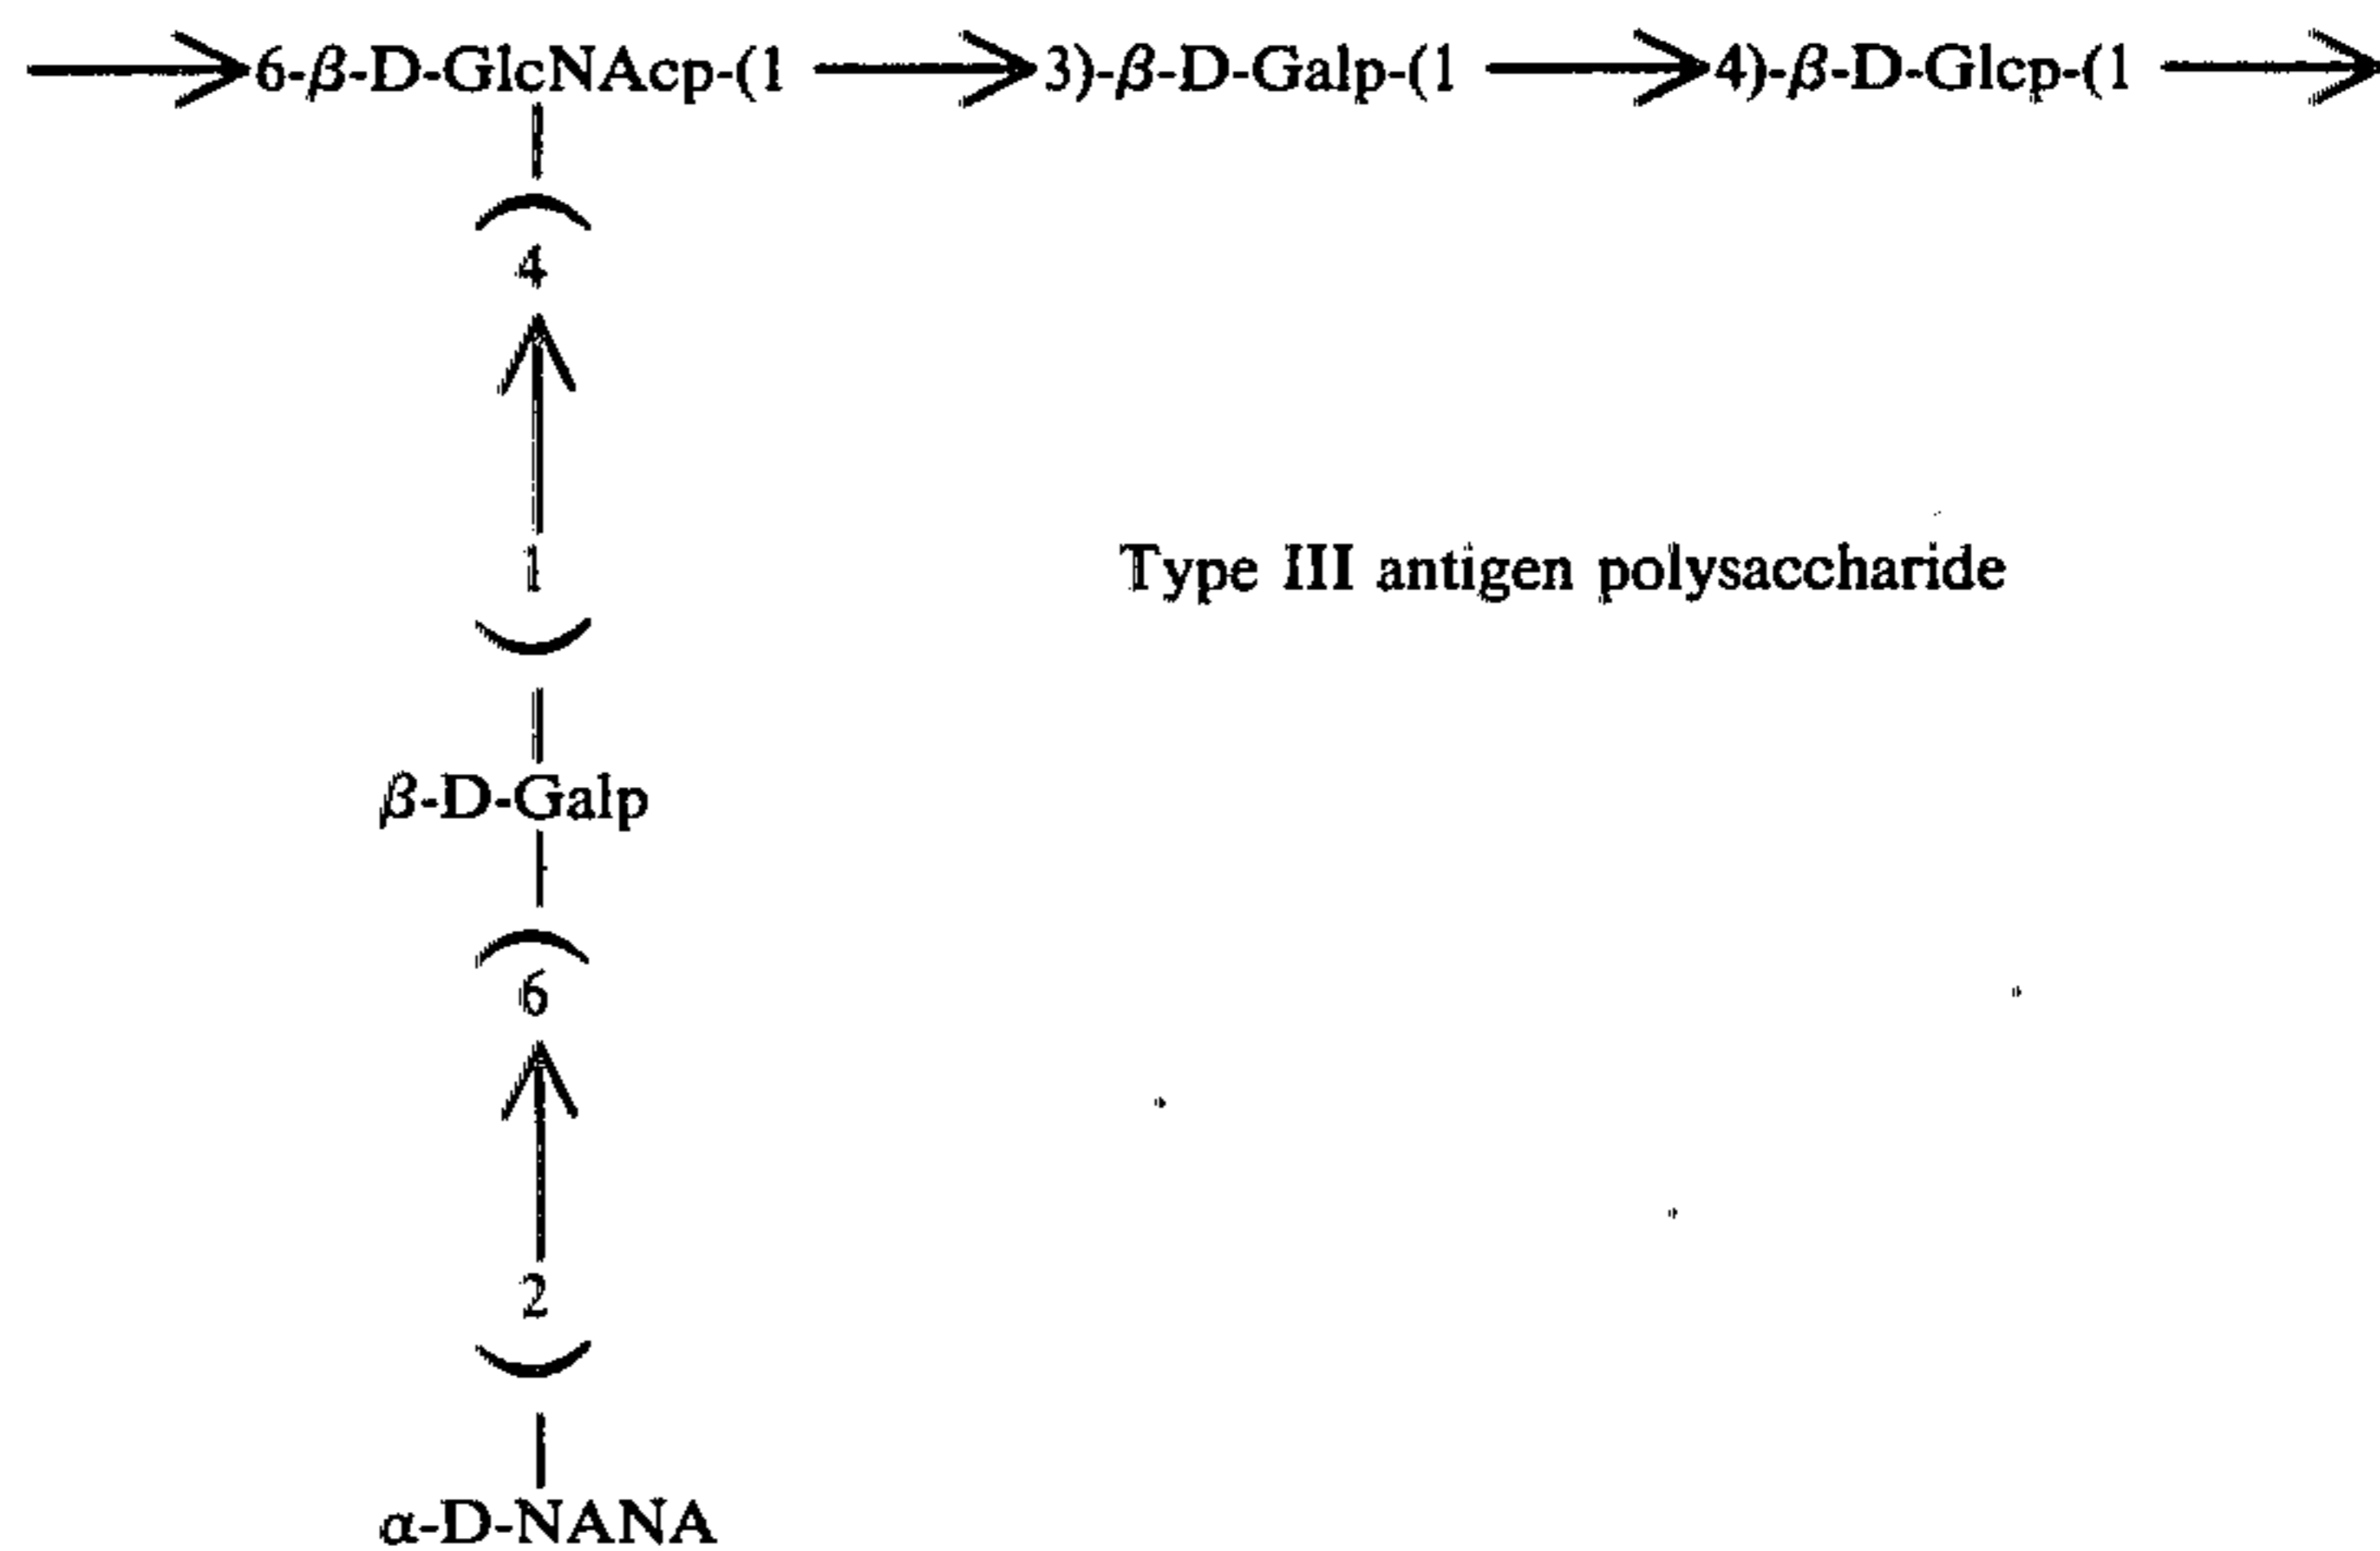 ⟶6-β-D-GlcNAcp-(1⟶3)-β-D-Galp-(1⟶4)-β-D-Glcp-(1⟶
(
4
1
Type III antigen polysaccharide
)
β-D-Galp
(
6
2
)
α-D-NANA